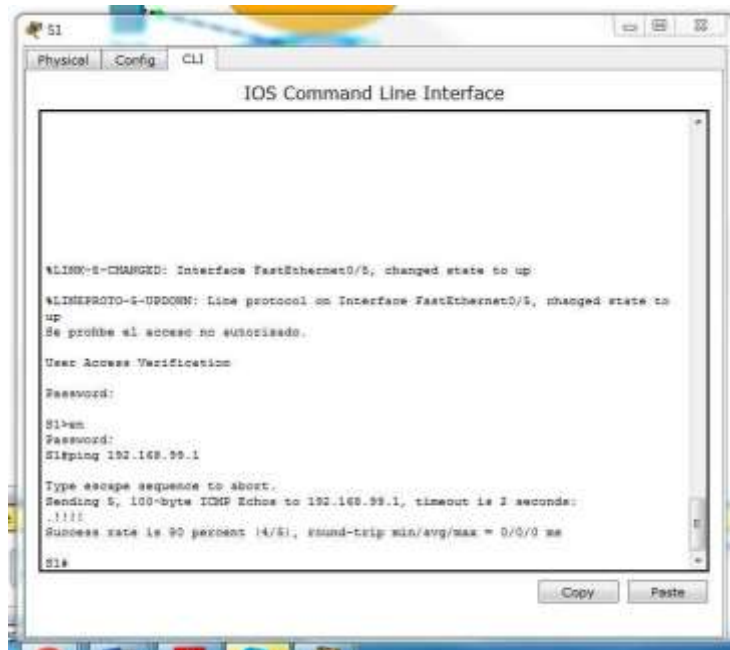 S1
Physical Config CLI
IOS Command Line Interface
%LINK-5-CHANGED: Interface FastEthernet0/5, changed state to up
%LINEPROTO-5-UPDOWN: Line protocol on Interface FastEthernet0/5, changed state to
up
Se prohbe el acceso no autorizado.
User Access Verification
Password:
S1>en
Password:
S1#ping 192.168.99.1
Type escape sequence to abort.
Sending 5, 100-byte ICMP Echos to 192.168.99.1, timeout is 2 seconds:
.!!!!
Success rate is 80 percent (4/5), round-trip min/avg/max = 0/0/0 ms
S1#
Copy Paste